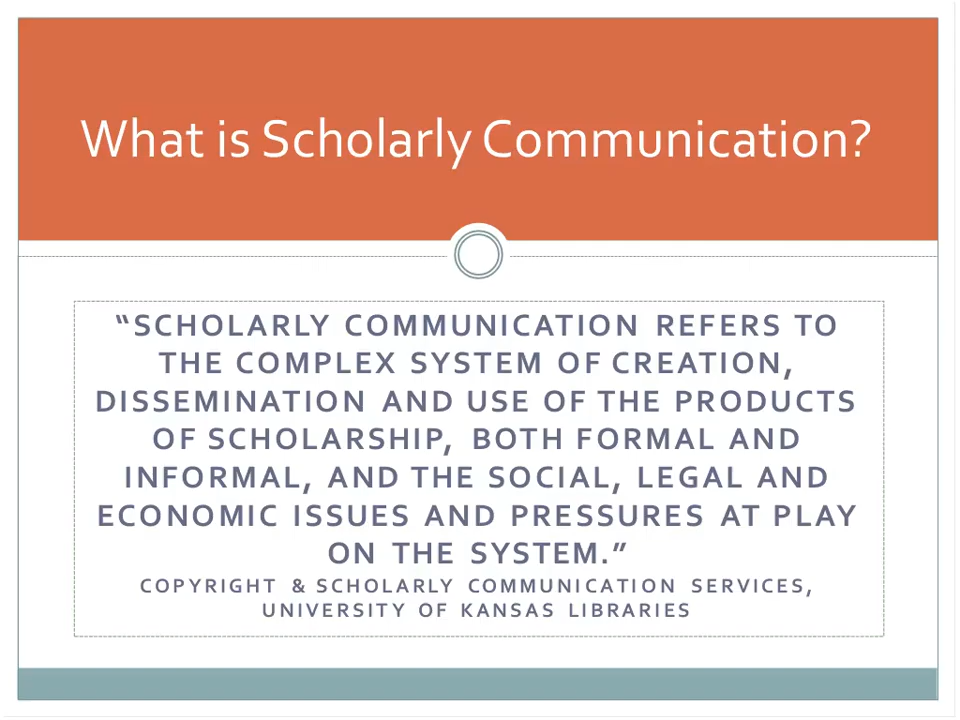 What is Scholarly Communication?
“SCHOLARLY COMMUNICATION REFERS TO
THE COMPLEX SYSTEM OF CREATION,
DISSEMINATION AND USE OF THE PRODUCTS
OF SCHOLARSHIP, BOTH FORMAL AND
INFORMAL, AND THE SOCIAL, LEGAL AND
ECONOMIC ISSUES AND PRESSURES AT PLAY
ON THE SYSTEM.”
COPYRIGHT & SCHOLARLY COMMUNICATION SERVICES,
UNIVERSITY OF KANSAS LIBRARIES